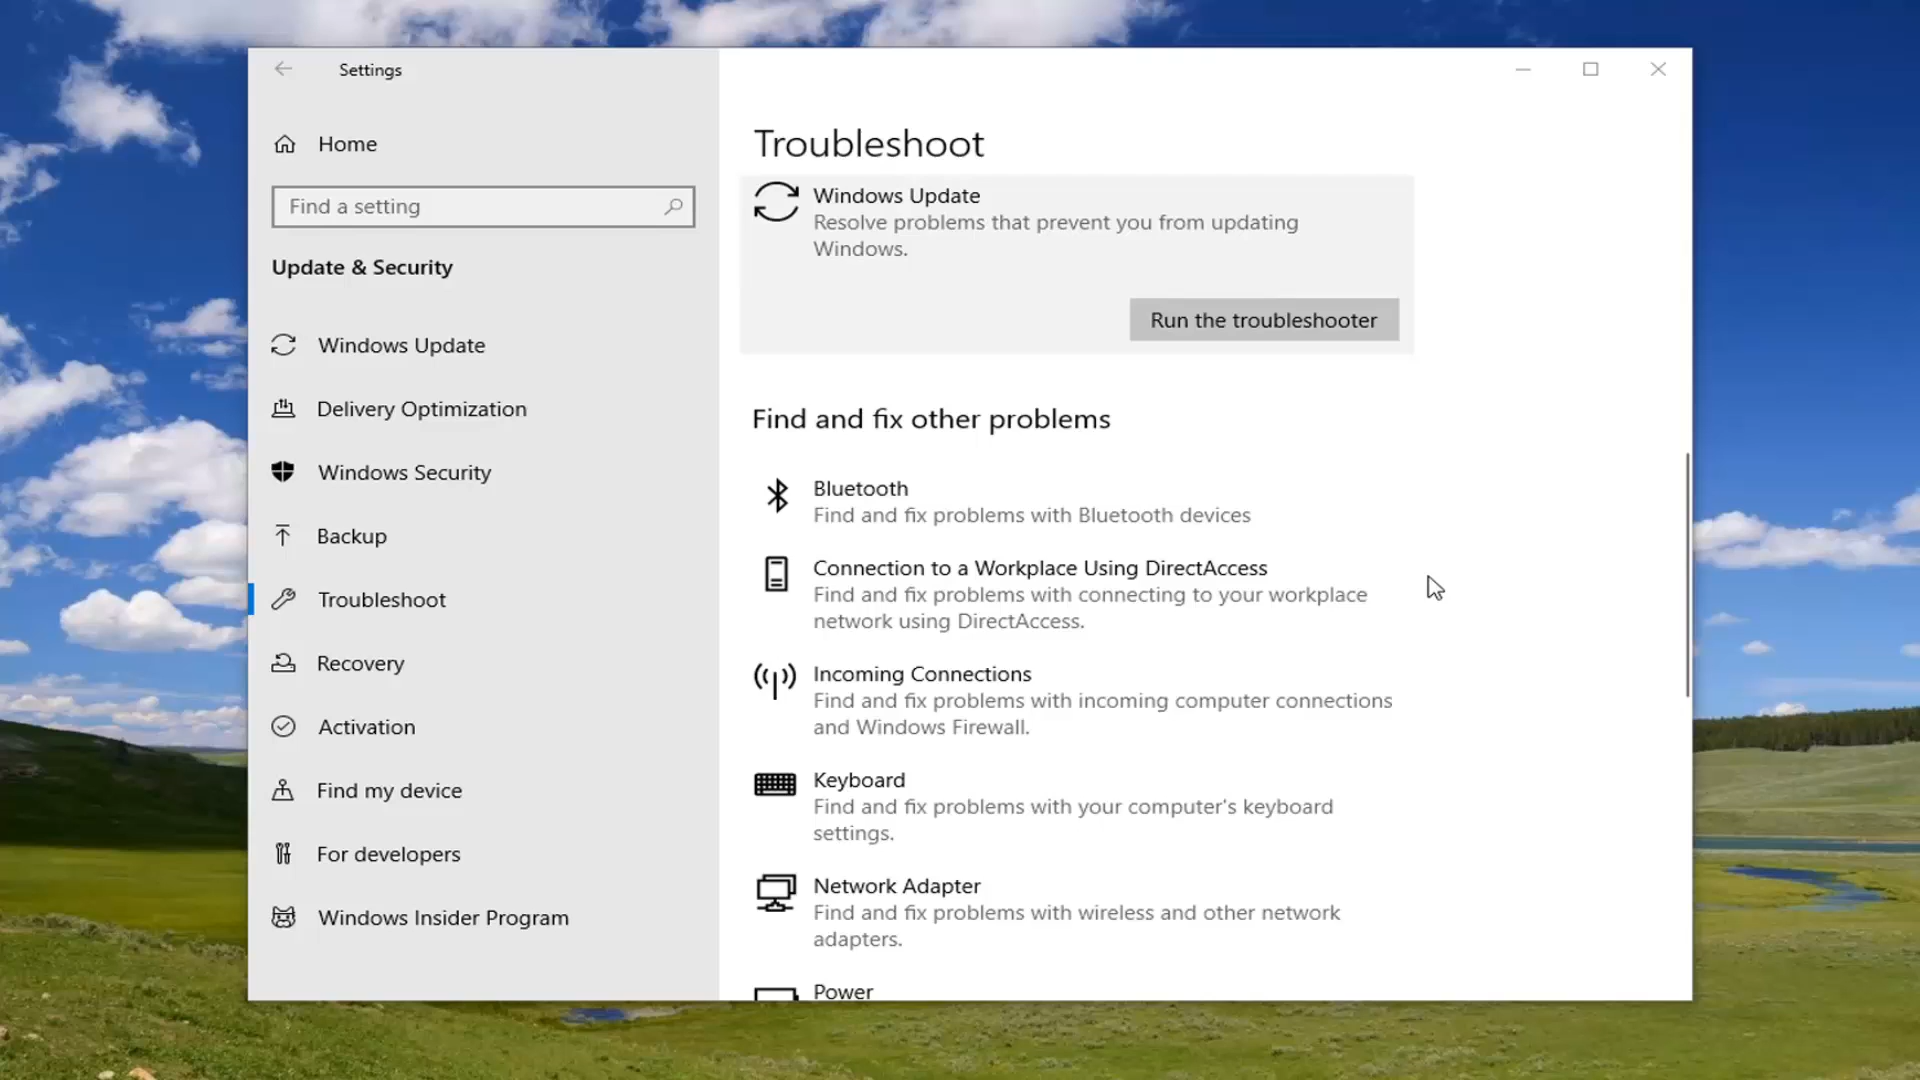 Settings
Home
Find a setting
Update & Security
Windows Update
Delivery Optimization
Windows Security
Backup
Troubleshoot
Recovery
Activation
Find my device
For developers
Windows Insider Program
Troubleshoot
Windows Update
Resolve problems that prevent you from updating
Windows.
Run the troubleshooter
Find and fix other problems
Bluetooth
Find and fix problems with Bluetooth devices
Connection to a Workplace Using DirectAccess
Find and fix problems with connecting to your workplace
network using DirectAccess.
Incoming Connections
Find and fix problems with incoming computer connections
and Windows Firewall.
Keyboard
Find and fix problems with your computer's keyboard
settings.
Network Adapter
Find and fix problems with wireless and other network
adapters.
Power